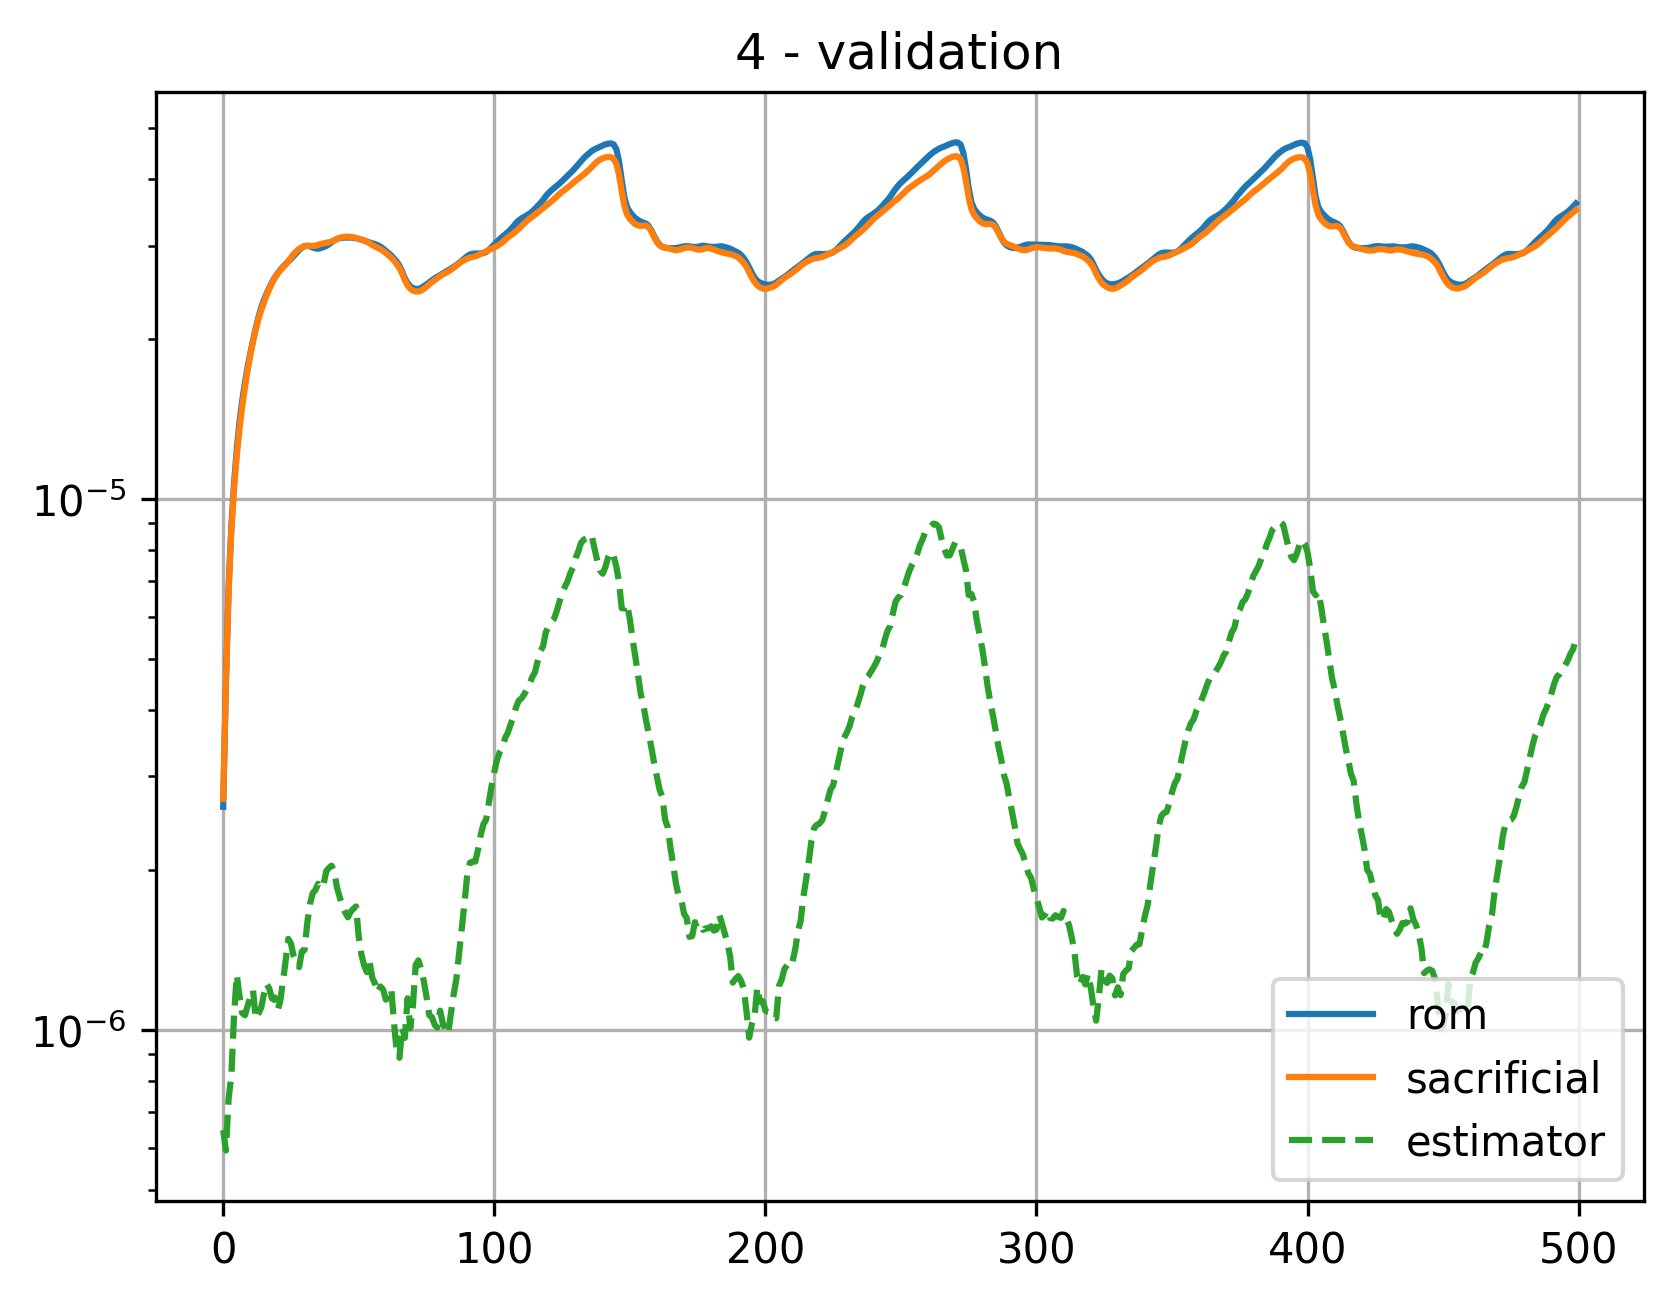 4 - validation
10⁻⁵
10⁻⁶
rom
sacrificial
estimator
0 100 200 300 400 500